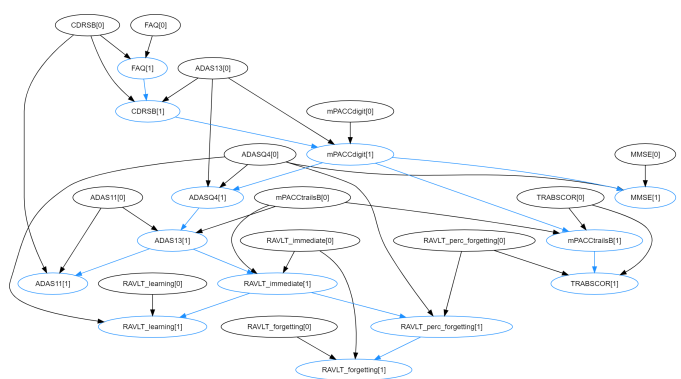 CDRSB[0]
FAQ[0]
FAQ[1]
ADAS13[0]
CDRSB[1]
mPACCdigit[0]
ADASQ4[0]
mPACCdigit[1]
MMSE[0]
ADAS11[0]
ADASQ4[1]
mPACCtrailsB[0]
TRABSCOR[0]
MMSE[1]
ADAS13[1]
RAVLT_immediate[0]
RAVLT_perc_forgetting[0]
mPACCtrailsB[1]
ADAS11[1]
RAVLT_learning[0]
RAVLT_immediate[1]
TRABSCOR[1]
RAVLT_learning[1]
RAVLT_forgetting[0]
RAVLT_perc_forgetting[1]
RAVLT_forgetting[1]